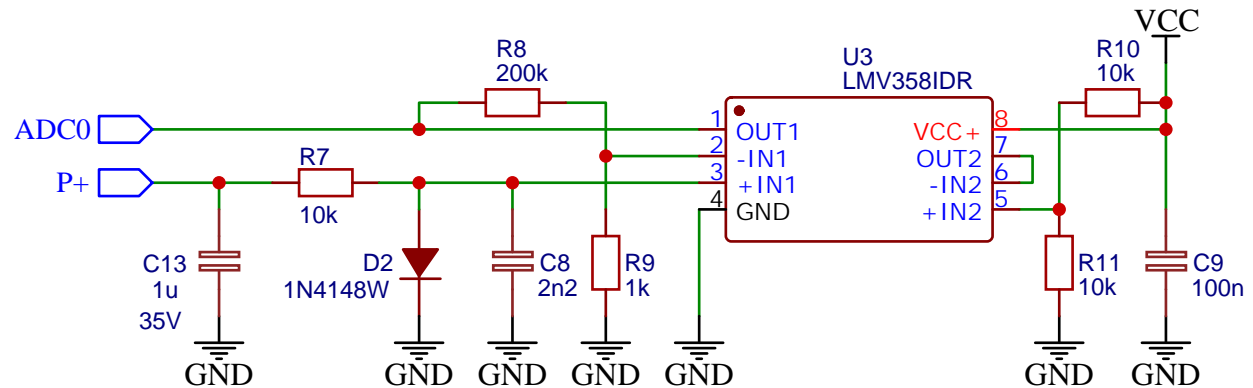 VCC
R8
200k
U3
LMV358IDR
R10
10k
ADC0
1
OUT1
VCC+
8
2
-IN1
OUT2
7
P+
R7
10k
3
+IN1
-IN2
6
4
GND
+IN2
5
C13
1u
35V
D2
1N4148W
C8
2n2
R9
1k
R11
10k
C9
100n
GND
GND
GND
GND
GND
GND
GND